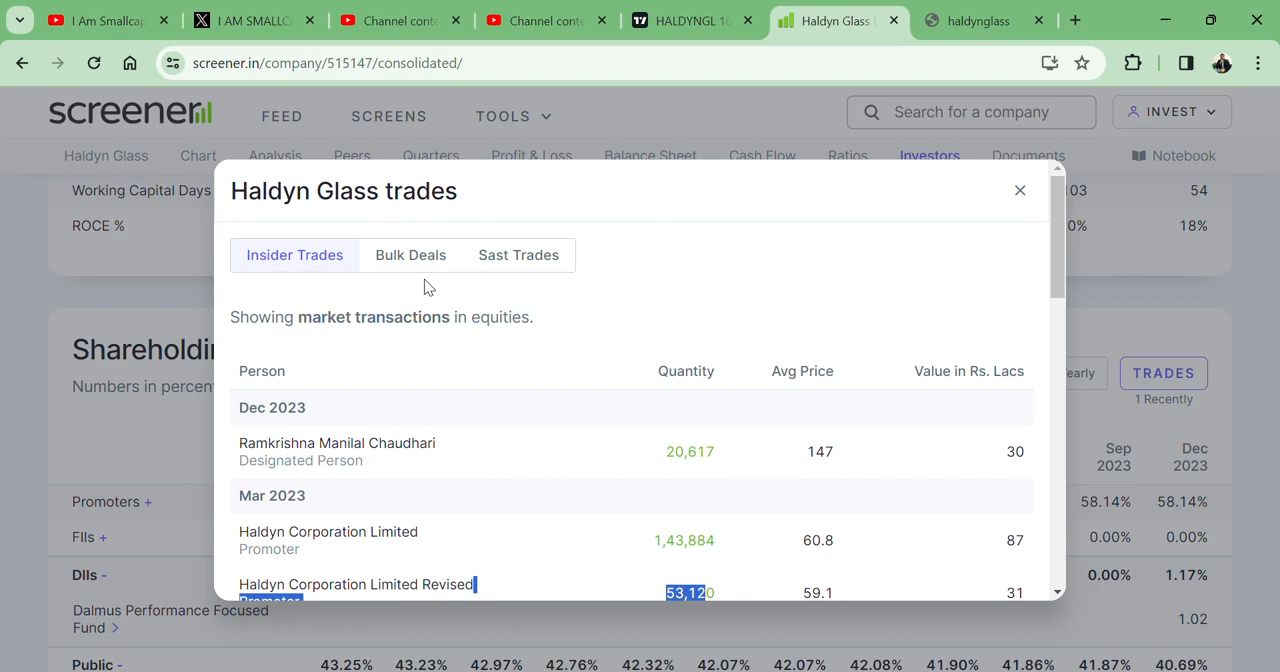 I Am Smallcap
I AM SMALLC
Channel conte
Channel conte
HALDYNGL 16
Haldyn Glass
haldynglass
screener.in/company/515147/consolidated/
screener
FEED
SCREENS
TOOLS
Search for a company
INVEST
Haldyn Glass
Chart
Analysis
Peers
Quarters
Profit & Loss
Balance Sheet
Cash Flow
Ratios
Investors
Documents
Notebook
Working Capital Days
103
54
ROCE %
0%
18%
Haldyn Glass trades
Insider Trades
Bulk Deals
Sast Trades
Showing market transactions in equities.
Person
Quantity
Avg Price
Value in Rs. Lacs
Dec 2023
Ramkrishna Manilal Chaudhari
Designated Person
20,617
147
30
Mar 2023
Haldyn Corporation Limited
Promoter
1,43,884
60.8
87
Haldyn Corporation Limited Revised
Promoter
53,120
59.1
31
Shareholdi
Numbers in percen
early
TRADES
1 Recently
Sep 2023
Dec 2023
Promoters +
58.14%
58.14%
FIIs +
0.00%
0.00%
DIIs -
0.00%
1.17%
Dalmus Performance Focused
Fund
1.02
Public -
43.25%
43.23%
42.97%
42.76%
42.32%
42.07%
42.07%
42.08%
41.90%
41.86%
41.87%
40.69%